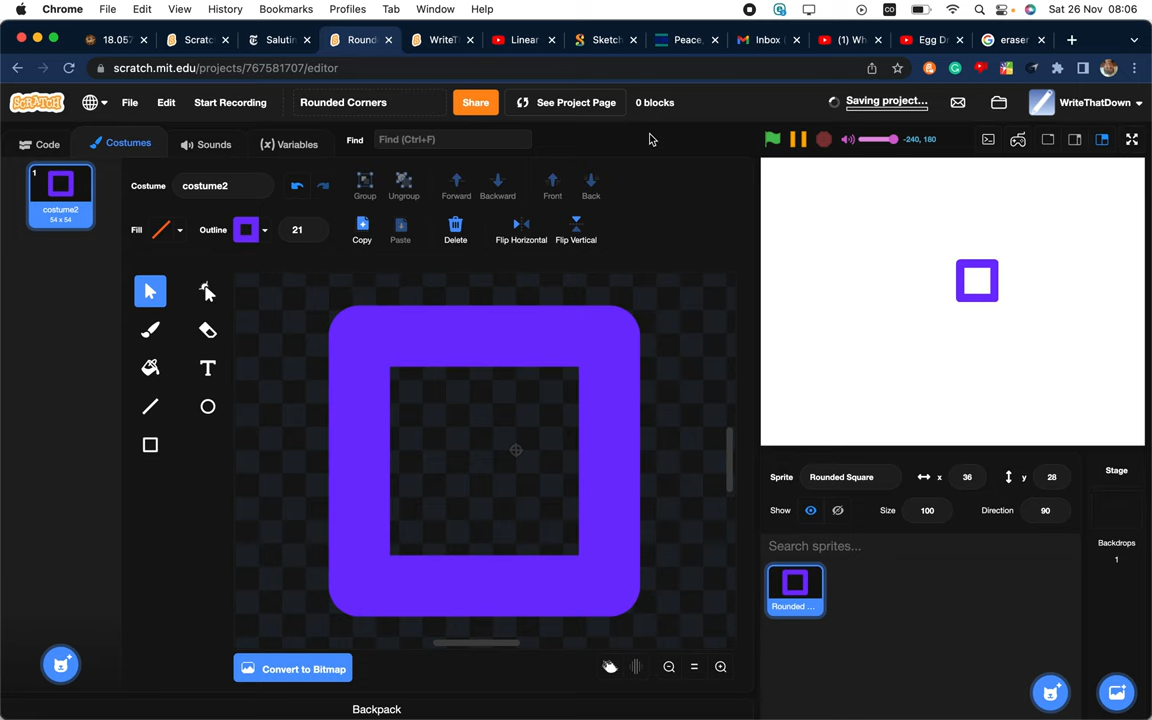 Chrome File Edit View History Bookmarks Profiles Tab Window Help Sat 26 Nov 08:06
18.05 Scratc Salutin Round WriteT Linear Sketch Peace, Inbox ( (1) Wh Egg D eraser
scratch.mit.edu/projects/767581707/editor
SCRATCH File Edit Start Recording Rounded Corners Share See Project Page 0 blocks Saving project... WriteThatDown
Code Costumes Sounds (x) Variables Find Find (Ctrl+F) -240, 180
1
costume2
54 x 54
Costume costume2 Group Ungroup Forward Backward Front Back
Fill Outline 21 Copy Paste Delete Flip Horizontal Flip Vertical
T
Convert to Bitmap
Backpack
Sprite Rounded Square x 36 y 28
Show Size 100 Direction 90
Search sprites...
Rounded ...
Stage
Backdrops
1